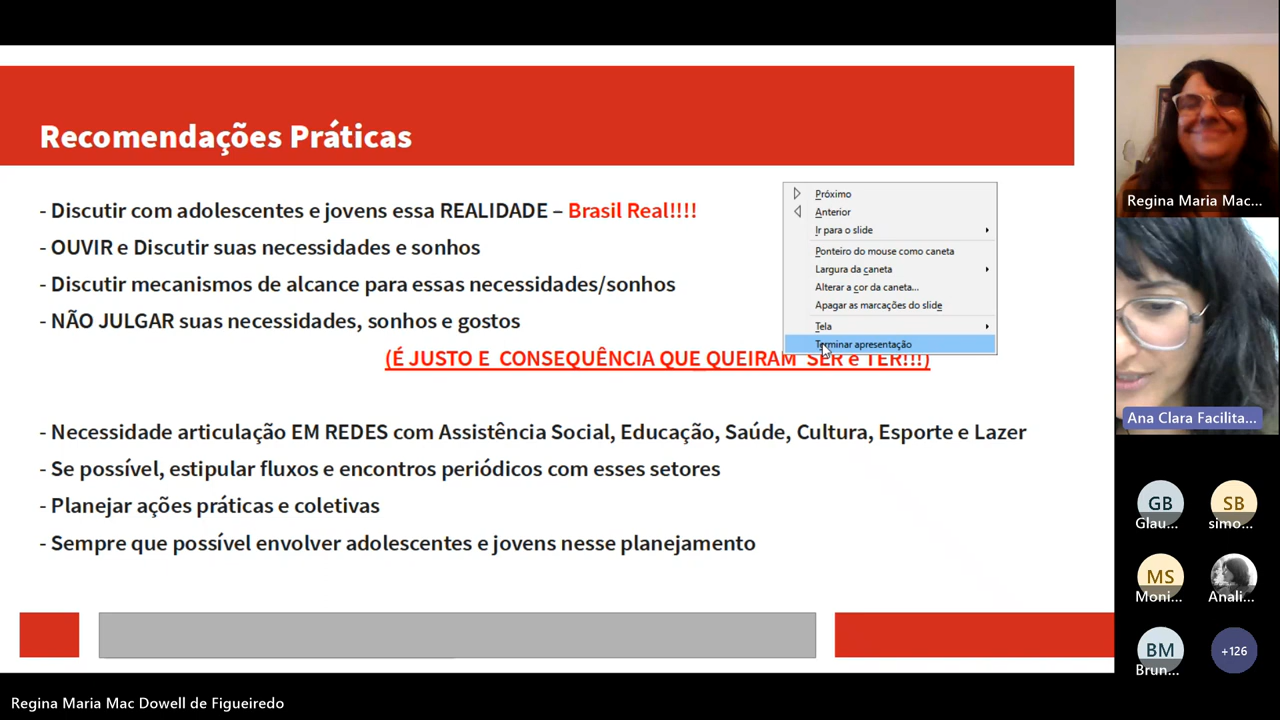 Recomendações Práticas
- Discutir com adolescentes e jovens essa REALIDADE – Brasil Real!!!!
- OUVIR e Discutir suas necessidades e sonhos
- Discutir mecanismos de alcance para essas necessidades/sonhos
- NÃO JULGAR suas necessidades, sonhos e gostos
(É JUSTO E CONSEQUÊNCIA QUE QUEIRAM SER e TER!!!)
- Necessidade articulação EM REDES com Assistência Social, Educação, Saúde, Cultura, Esporte e Lazer
- Se possível, estipular fluxos e encontros periódicos com esses setores
- Planejar ações práticas e coletivas
- Sempre que possível envolver adolescentes e jovens nesse planejamento
Próximo
Anterior
Ir para o slide
Ponteiro do mouse como caneta
Largura da caneta
Alterar a cor da caneta...
Apagar as marcações do slide
Tela
Terminar apresentação
Regina Maria Mac...
Ana Clara Facilita...
GB
Glau...
SB
simo...
MS
Moni...
Anali...
BM
Brun...
+126
Regina Maria Mac Dowell de Figueiredo